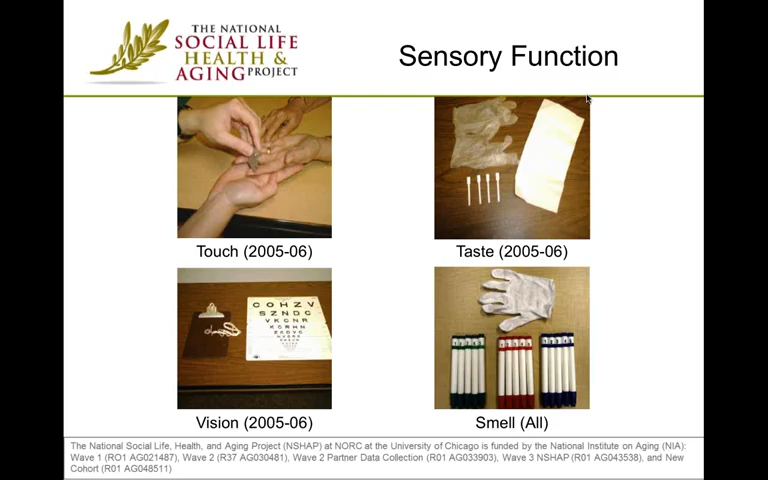 THE NATIONAL
SOCIAL LIFE
HEALTH &
AGING PROJECT
Sensory Function
Touch (2005-06)
Taste (2005-06)
C O H Z V
S Z N D C
V K C N R
K C R H N
Vision (2005-06)
Smell (All)
The National Social Life, Health, and Aging Project (NSHAP) at NORC at the University of Chicago is funded by the National Institute on Aging (NIA):
Wave 1 (RO1 AG021487), Wave 2 (R37 AG030481), Wave 2 Partner Data Collection (R01 AG033903), Wave 3 NSHAP (R01 AG043538), and New
Cohort (R01 AG048511)